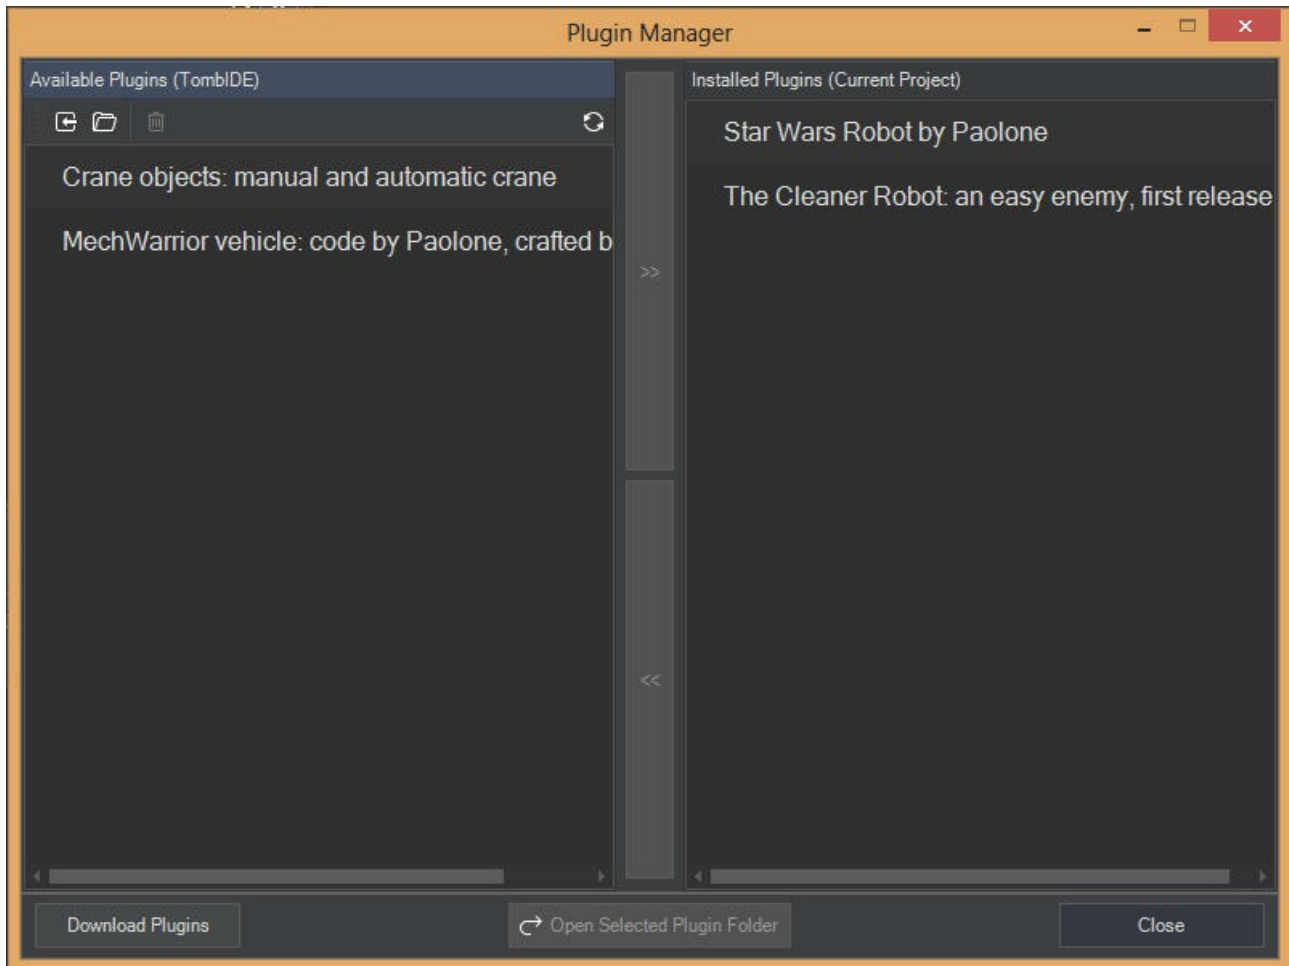 Plugin Manager
Available Plugins (TombIDE)
Installed Plugins (Current Project)
Crane objects: manual and automatic crane
MechWarrior vehicle: code by Paolone, crafted b
Star Wars Robot by Paolone
The Cleaner Robot: an easy enemy, first release
>>
<<
Download Plugins
Open Selected Plugin Folder
Close